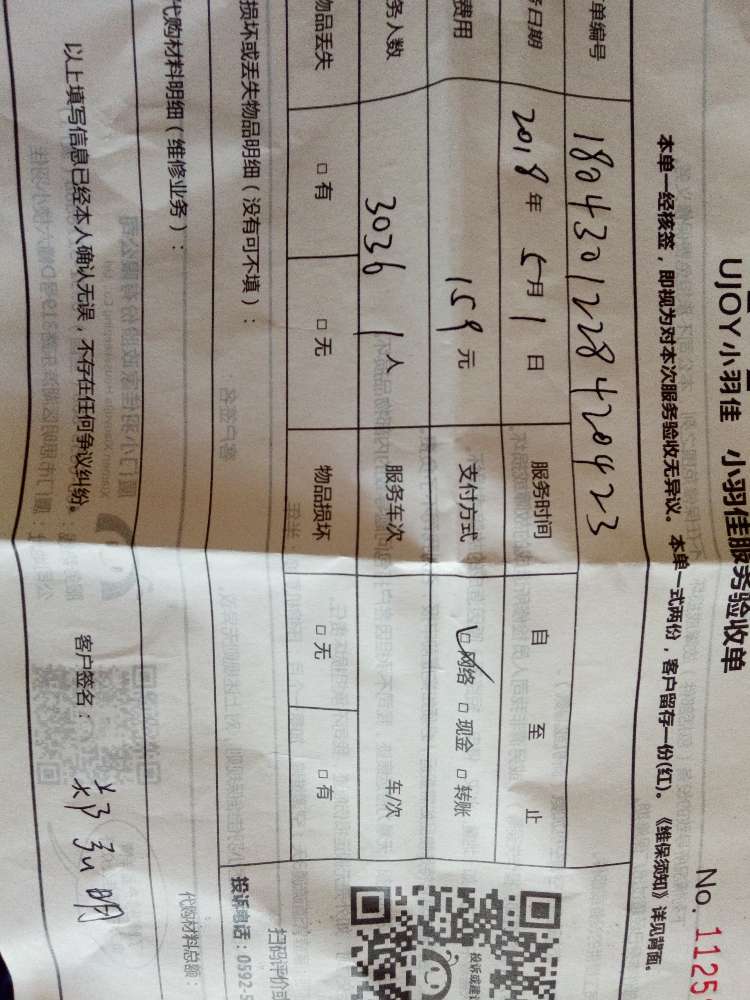 UJOY小羽佳 小羽佳服务验收单
No. 1125
本单一经核签，即视为对本次服务验收无异议。本单一式两份，客户留存一份(红)。《维保须知》详见背面。
单编号 1804301228420423
日期 2018年5月1日 服务时间 自 至 止
费用 159元 支付方式 ☑网络 □现金 □转账
务人数 3036 1人 服务车次 车/次
物品丢失 □有 □无 物品损坏 □无 □有
损坏或丢失物品明细（没有可不填）：
扫码评价或
投诉电话：0592-5
投诉或建议
代购材料明细（维修业务）：
代购材料总额：
以上填写信息已经本人确认无误，不存在任何争议纠纷。 客户签名：